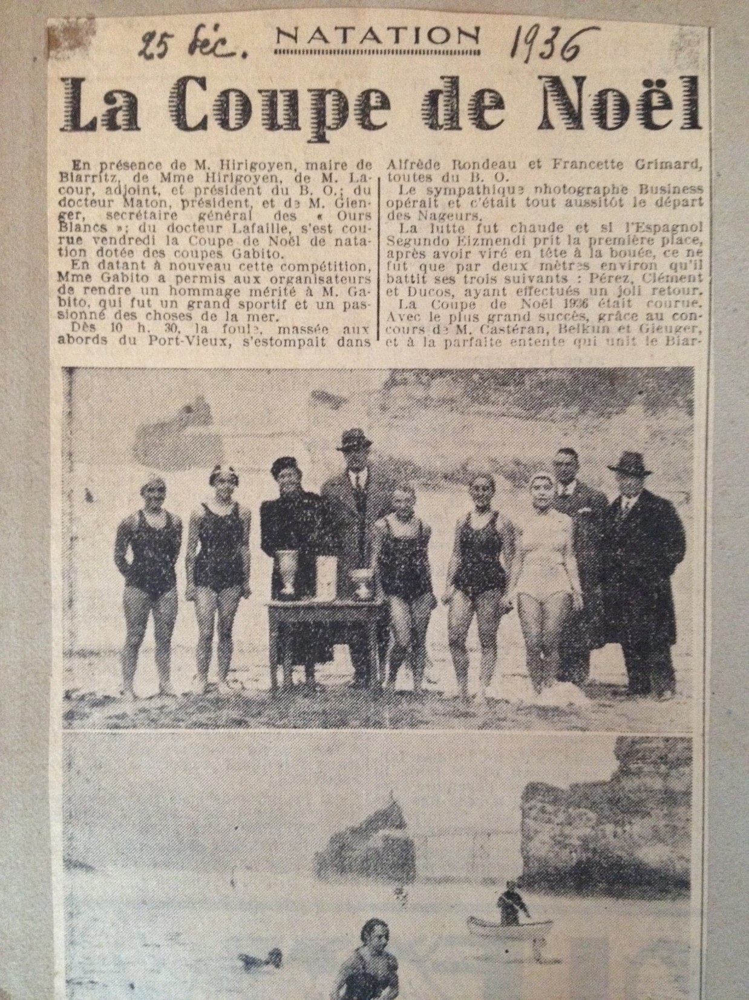 25 Déc. NATATION 1936
La Coupe de Noël
En présence de M. Hirigoyen, maire de
Biarritz, de Mme Hirigoyen, de M. La-
cour, adjoint, et président du B. O.; du
docteur Maton, président, et de M. Gien-
ger, secrétaire général des « Ours
Blancs »; du docteur Lafaille, s'est cou-
rue vendredi la Coupe de Noël de nata-
tion dotée des coupes Gabito.
En datant à nouveau cette compétition,
Mme Gabito a permis aux organisateurs
de rendre un hommage mérité à M. Ga-
bito, qui fut un grand sportif et un pas-
sionné des choses de la mer.
Dès 10 h. 30, la foule, massée aux
abords du Port-Vieux, s'estompait dans
Alfrède Rondeau et Francette Grimard,
toutes du B. O.
Le sympathique photographe Business
opérait et c'était tout aussitôt le départ
des Nageurs.
La lutte fut chaude et si l'Espagnol
Segundo Eizmendi prit la première place,
après avoir viré en tête à la bouée, ce ne
fut que par deux mètres environ qu'il
battit ses trois suivants : Pérez, Clément
et Ducos, ayant effectués un joli retour.
La Coupe de Noël 1936 était courue.
Avec le plus grand succès, grâce au con-
cours de M. Castéran, Belkun et Gieuger,
et à la parfaite entente qui unit le Biar-